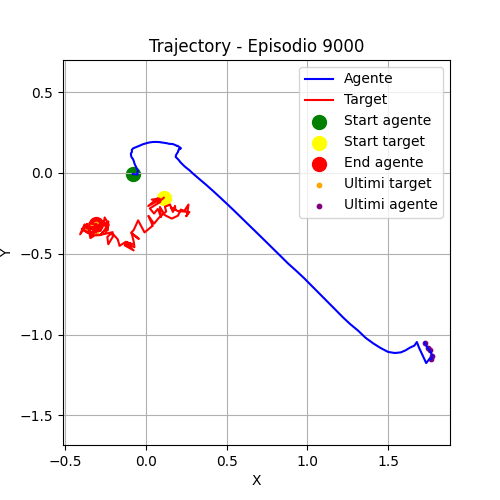 Trajectory - Episodio 9000
Agente
Target
Start agente
Start target
End agente
Ultimi target
Ultimi agente
0.5
0.0
−0.5
−1.0
−1.5
Y
−0.5
0.0
0.5
1.0
1.5
X